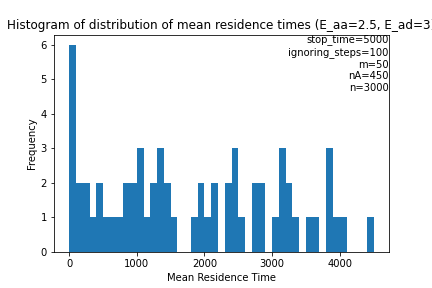 Histogram of distribution of mean residence times (E_aa=2.5, E_ad=3
stop_time=5000
ignoring_steps=100
m=50
nA=450
n=3000
6
5
4
3
2
1
0
Frequency
0 1000 2000 3000 4000
Mean Residence Time